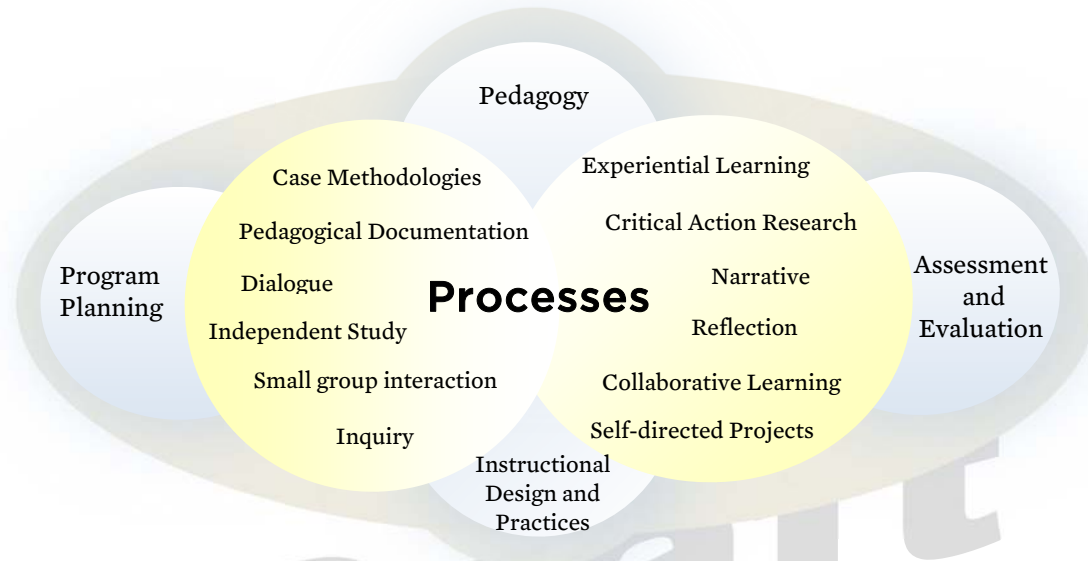 Pedagogy
Case Methodologies
Pedagogical Documentation
Dialogue
Independent Study
Small group interaction
Inquiry
Processes
Experiential Learning
Critical Action Research
Narrative
Reflection
Collaborative Learning
Self-directed Projects
Program
Planning
Assessment
and
Evaluation
Instructional
Design and
Practices